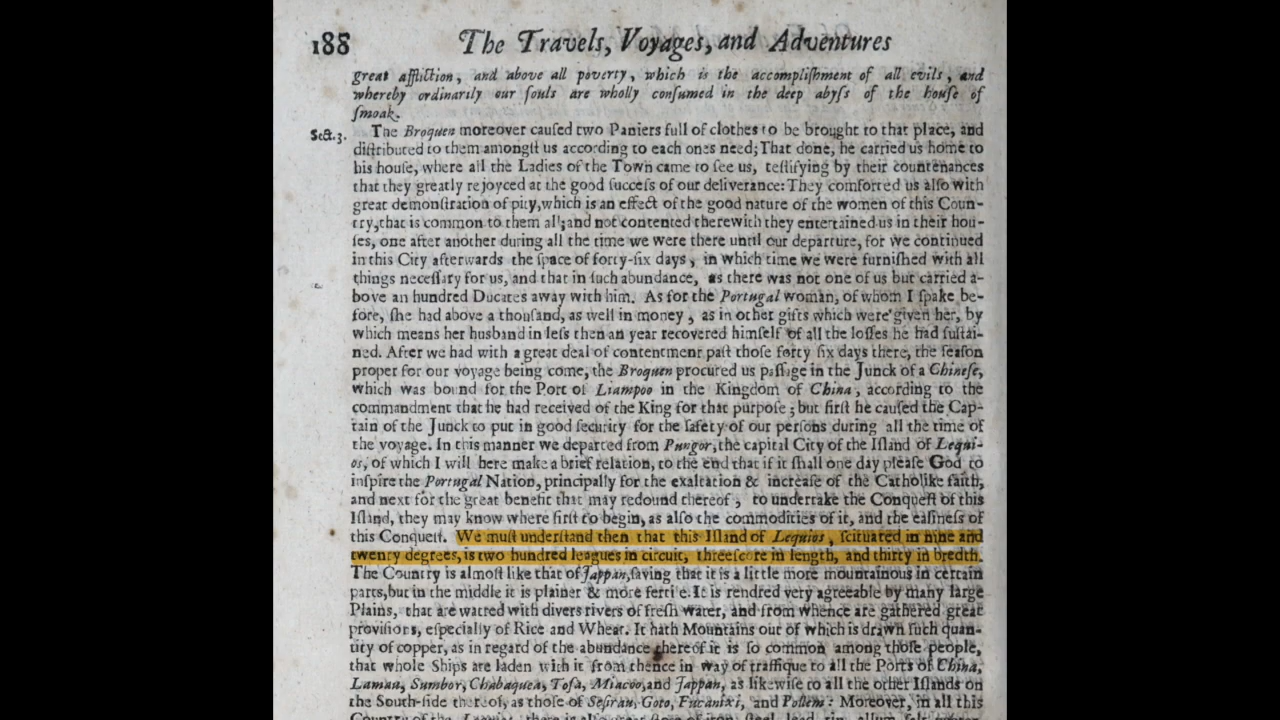 188 The Travels, Voyages, and Adventures
great affliction, and above all poverty, which is the accompliſhment of all evils, and
whereby ordinarily our ſouls are wholly conſumed in the deep abyſs of the houſe of
ſmoak.
Sect.3. The Broquen moreover cauſed two Paniers full of clothes to be brought to that place, and
diſtributed to them amongſt us according to each ones need; That done, he carried us home to
his houſe, where all the Ladies of the Town came to ſee us, teſtifying by their countenances
that they greatly rejoyced at the good ſucceſs of our deliverance: They comforted us alſo with
great demonſtration of pity, which is an effect of the good nature of the women of this Coun-
try, that is common to them all; and not contented therewith they entertained us in their hou-
ſes, one after another during all the time we were there until our departure, for we continued
in this City afterwards the ſpace of forty-ſix days, in which time we were furniſhed with all
things neceſſary for us, and that in ſuch abundance, as there was not one of us but carried a-
bove an hundred Ducates away with him. As for the Portugal woman, of whom I ſpake be-
fore, ſhe had above a thouſand, as well in money, as in other gifts which were given her, by
which means her husband in leſs then an year recovered himſelf of all the loſſes he had ſuſtai-
ned. After we had with a great deal of contentment paſt thoſe forty ſix days there, the ſeaſon
proper for our voyage being come, the Broquen procured us paſſage in the Junck of a Chineſe,
which was bound for the Port of Liampoo in the Kingdom of China, according to the
commandment that he had received of the King for that purpoſe; but firſt he cauſed the Cap-
tain of the Junck to put in good ſecurity for the ſafety of our perſons during all the time of
the voyage. In this manner we departed from Pungor, the capital City of the Iſland of Lequi-
os, of which I will here make a brief relation, to the end that if it ſhall one day pleaſe God to
inſpire the Portugal Nation, principally for the exaltation & increaſe of the Catholike faith,
and next for the great benefit that may redound thereof, to undertake the Conqueſt of this
Iſland, they may know where firſt to begin, as alſo the commodities of it, and the eaſineſs of
this Conqueſt. We muſt underſtand then that this Iſland of Lequios, ſcituated in nine and
twenty degrees, is two hundred leagues in circuit, threeſcore in length, and thirty in bredth.
The Country is almoſt like that of Jappan, ſaving that it is a little more mountainous in certain
parts, but in the middle it is plainer & more fertile. It is rendred very agreeable by many large
Plains, that are watred with divers rivers of freſh water, and from whence are gathered great
proviſions, eſpecially of Rice and Wheat. It hath Mountains out of which is drawn ſuch quan-
tity of copper, as in regard of the abundance thereof it is ſo common among thoſe people,
that whole Ships are laden with it from thence in way of traffique to all the Ports of China,
Lamau, Sumbor, Chabaquea, Toſa, Miacoo, and Jappan, as likewiſe to all the other Iſlands on
the South-ſide thereof, as thoſe of Seſirau, Goto, Fucanxi, and Pollem: Moreover, in all this
Country of the Lequios there is alſo great ſtore of iron, ſteel, lead, tin, allum, ſalt